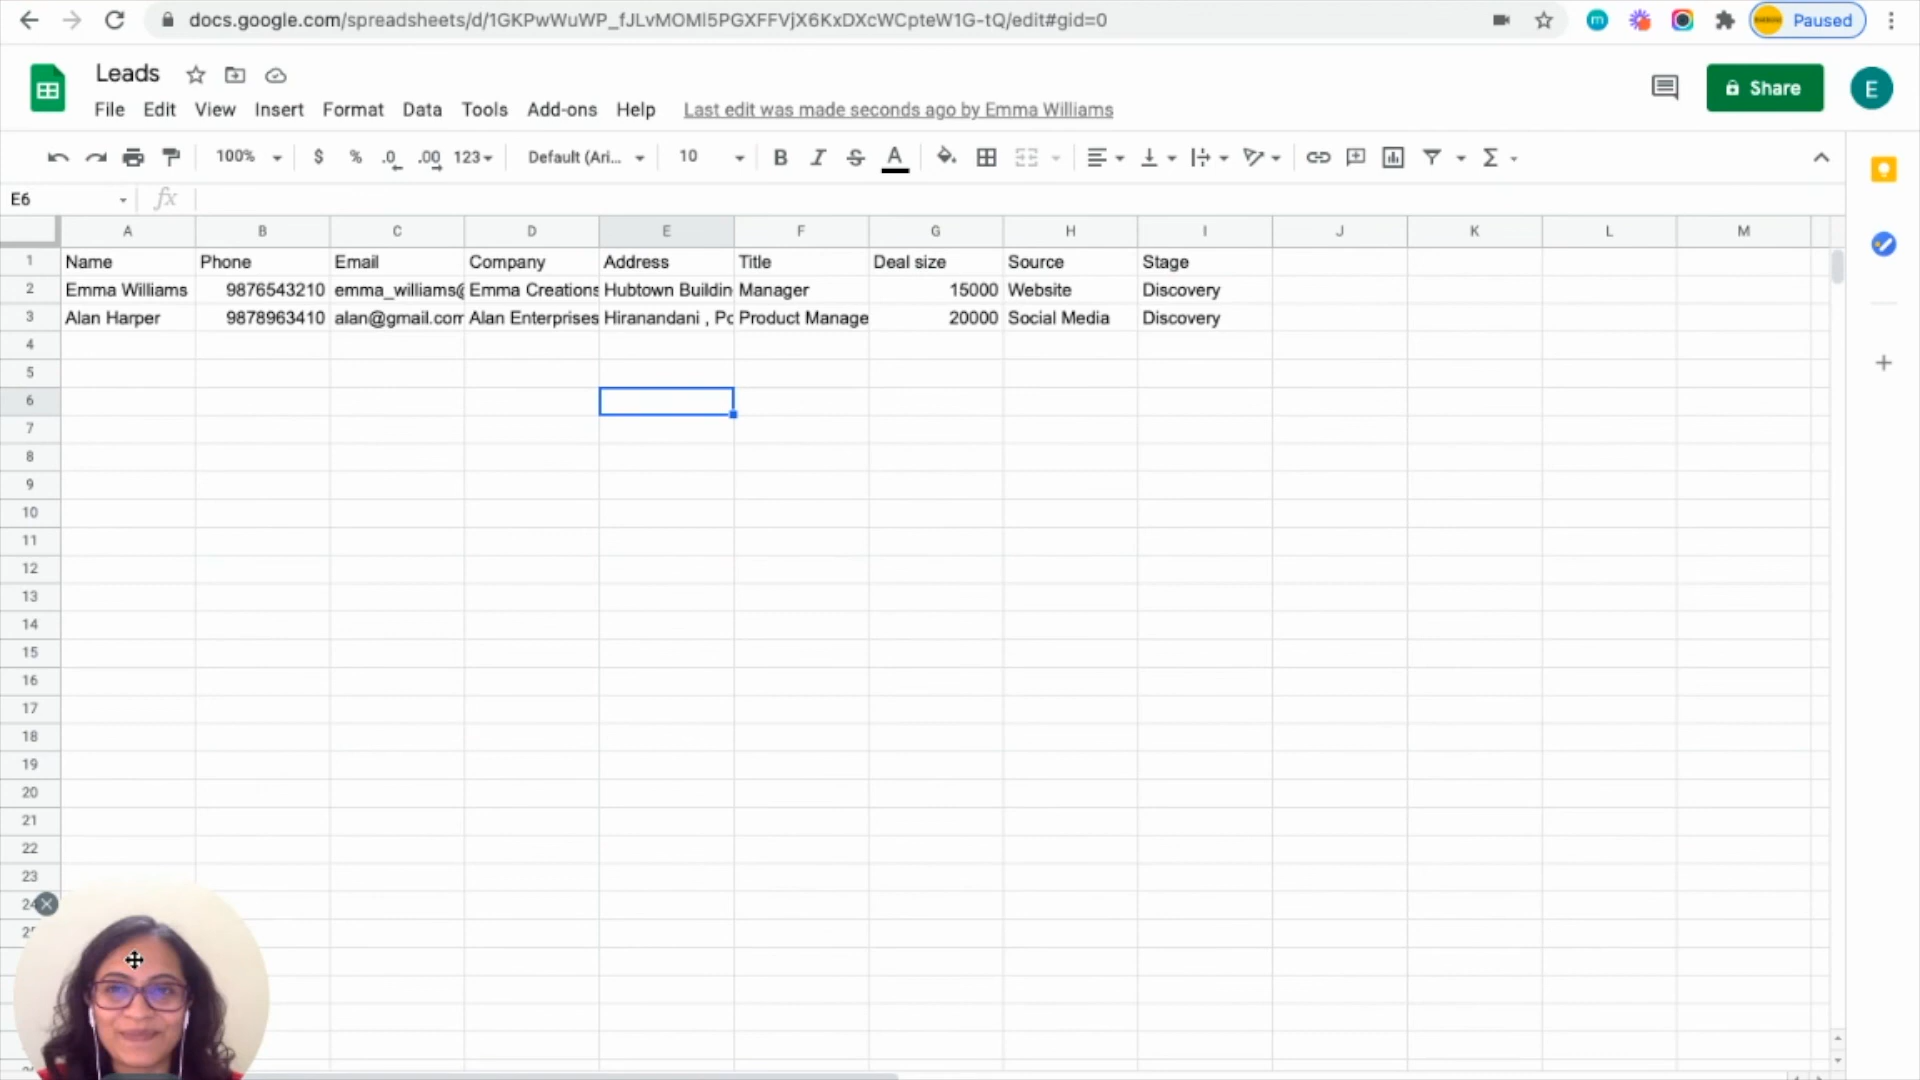 docs.google.com/spreadsheets/d/1GKPwWuWP_fJLvMOMl5PGXFFVjX6KxDXcWCpteW1G-tQ/edit#gid=0
Paused
Leads
Share
E
File Edit View Insert Format Data Tools Add-ons Help Last edit was made seconds ago by Emma Williams
100% $ % .0 .00 123 Default (Ari... 10 B I S A Σ
E6 fx
A B C D E F G H I J K L M
1 Name Phone Email Company Address Title Deal size Source Stage
2 Emma Williams 9876543210 emma_williams@ Emma Creations Hubtown Buildin Manager 15000 Website Discovery
3 Alan Harper 9878963410 alan@gmail.com Alan Enterprises Hiranandani , Po Product Manage 20000 Social Media Discovery
4
5
6
7
8
9
10
11
12
13
14
15
16
17
18
19
20
21
22
23
24